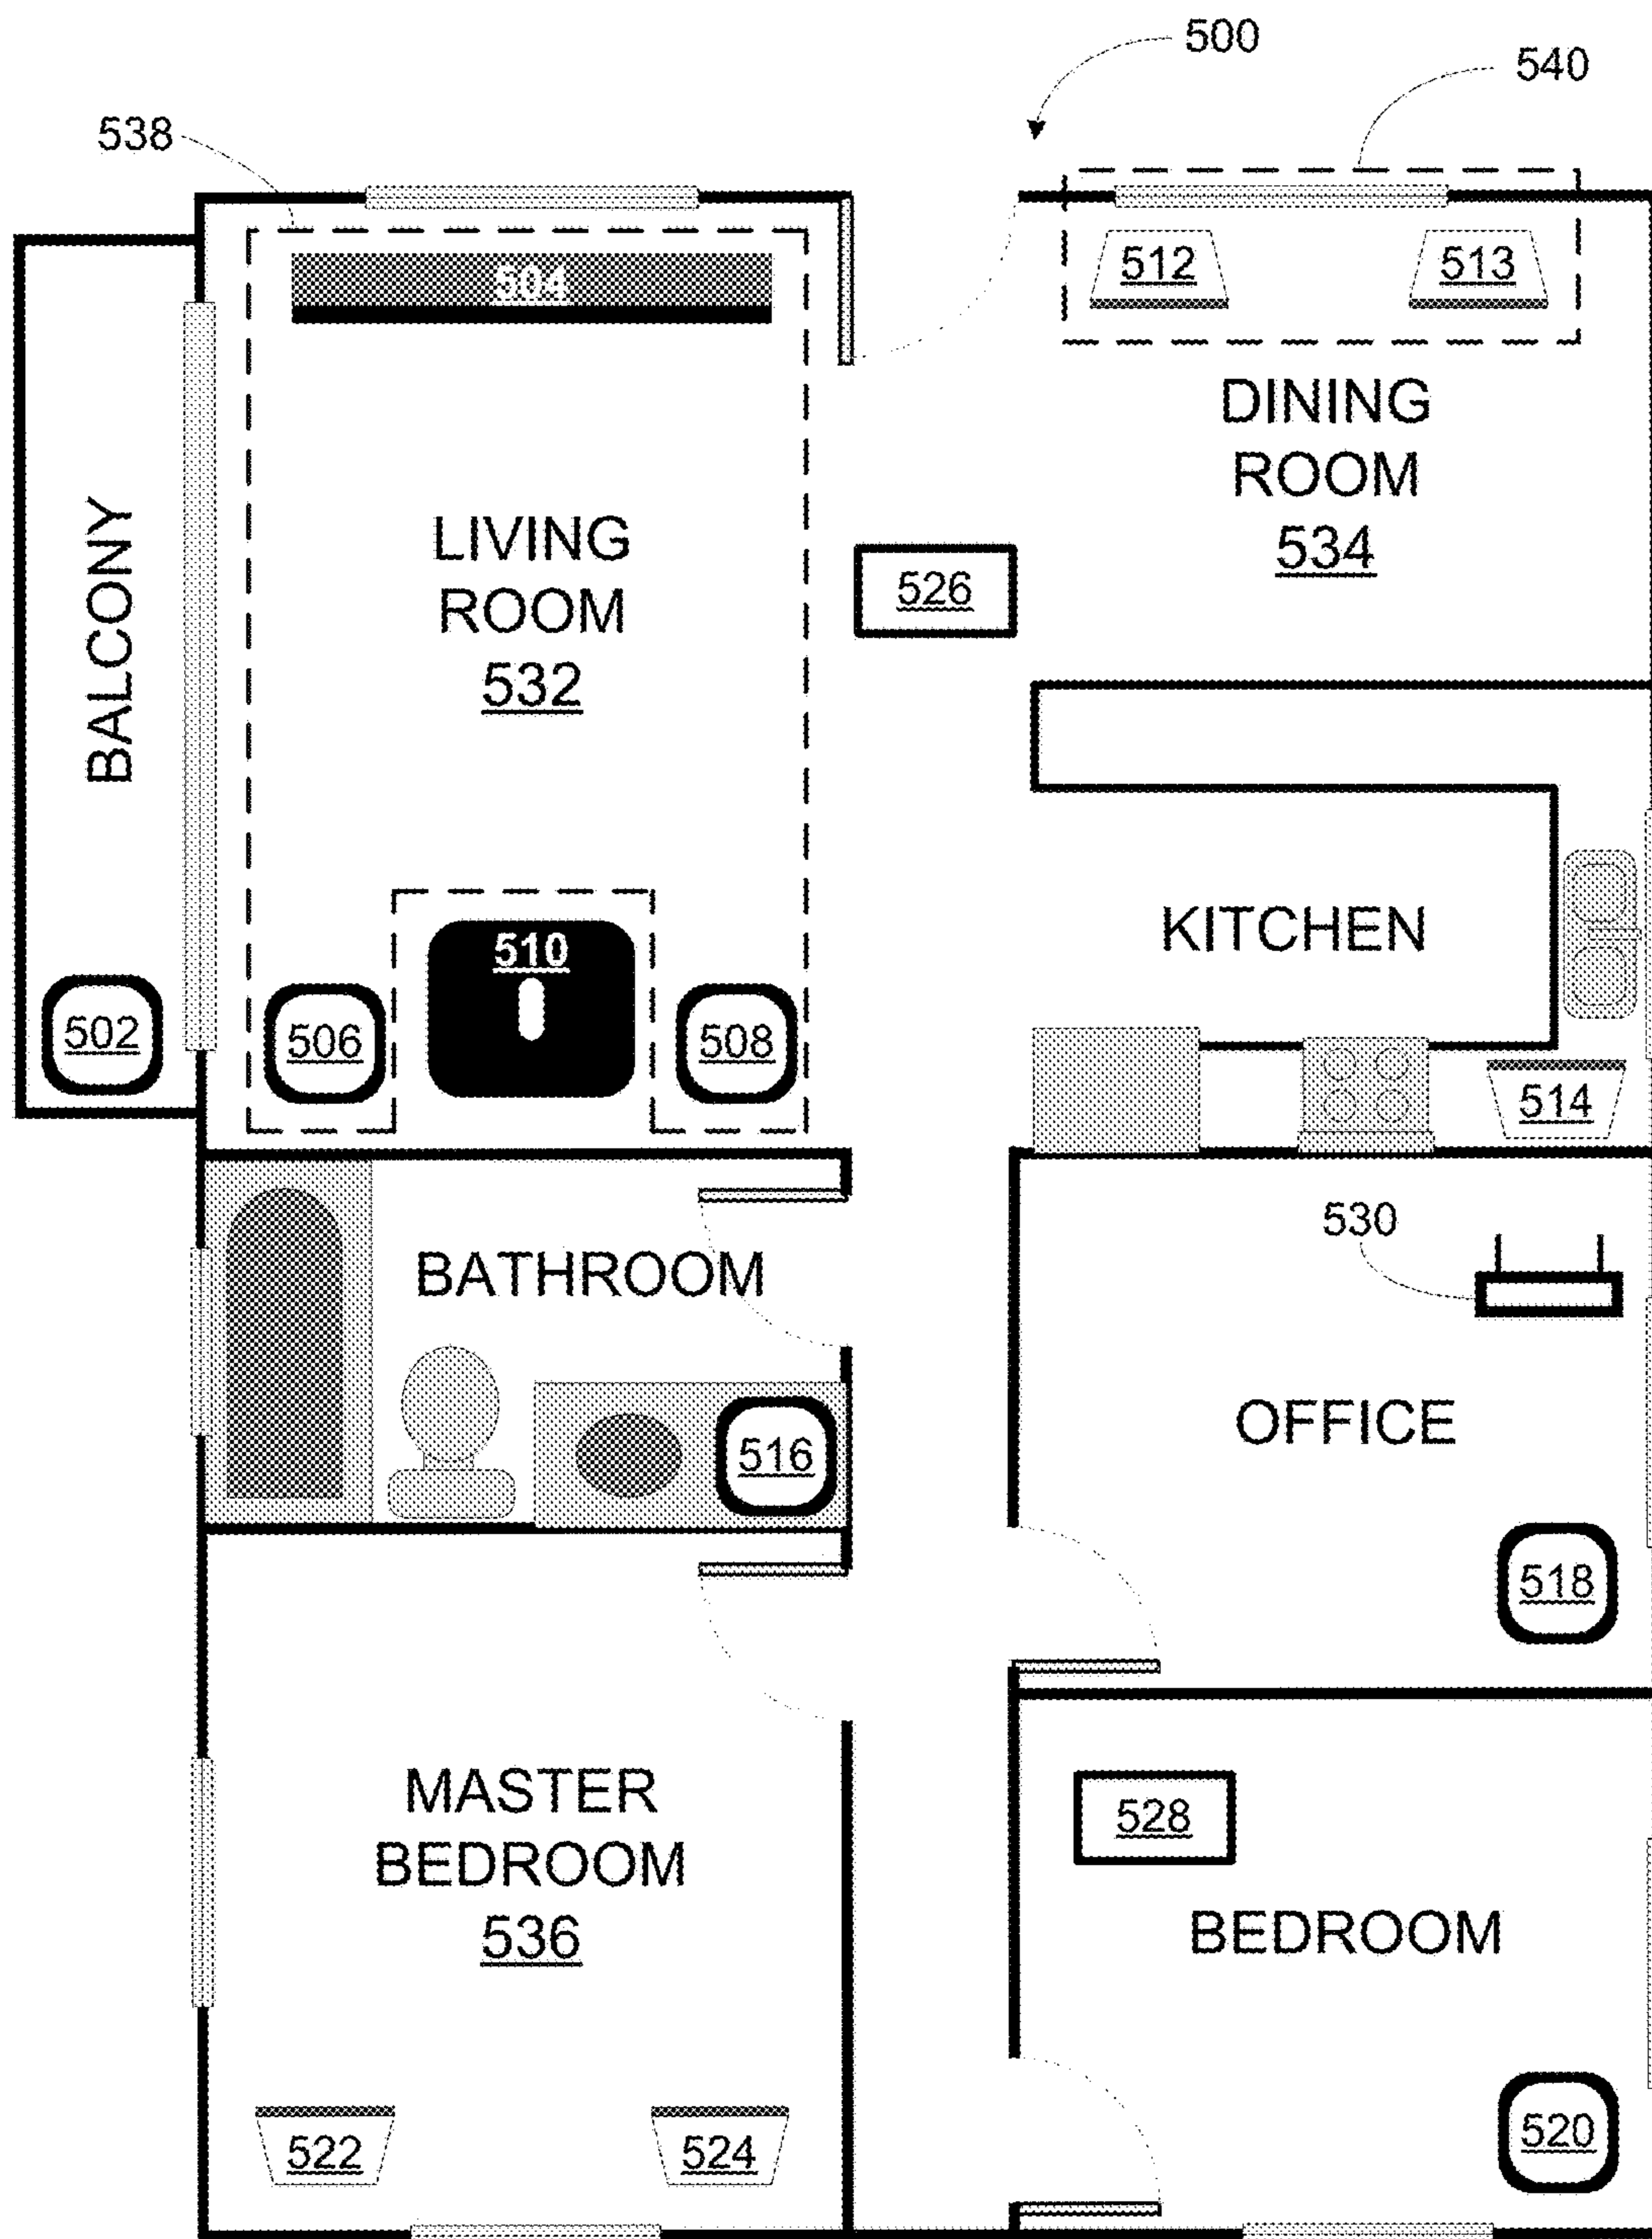 500
540
538
504
512
513
DINING
ROOM
534
LIVING
ROOM
532
526
BALCONY
KITCHEN
510
502
506
508
514
530
BATHROOM
OFFICE
516
518
MASTER
BEDROOM
536
528
BEDROOM
522
524
520